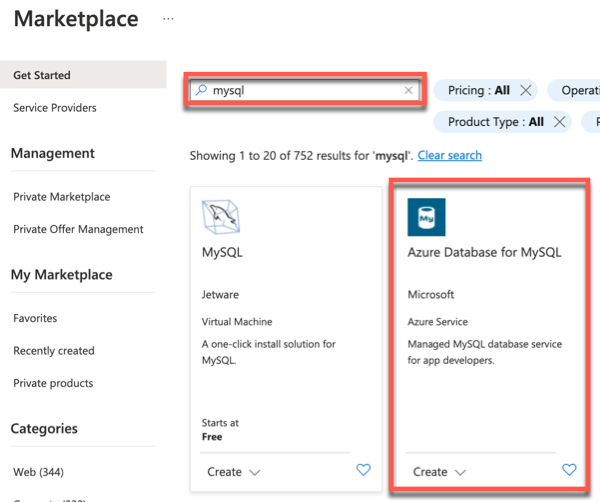 Marketplace ...
Get Started
Service Providers
Management
Private Marketplace
Private Offer Management
My Marketplace
Favorites
Recently created
Private products
Categories
Web (344)
mysql
Pricing : All
Product Type : All
Showing 1 to 20 of 752 results for 'mysql'. Clear search
MySQL
Jetware
Virtual Machine
A one-click install solution for
MySQL.
Starts at
Free
Create
My
Azure Database for MySQL
Microsoft
Azure Service
Managed MySQL database service
for app developers.
Create